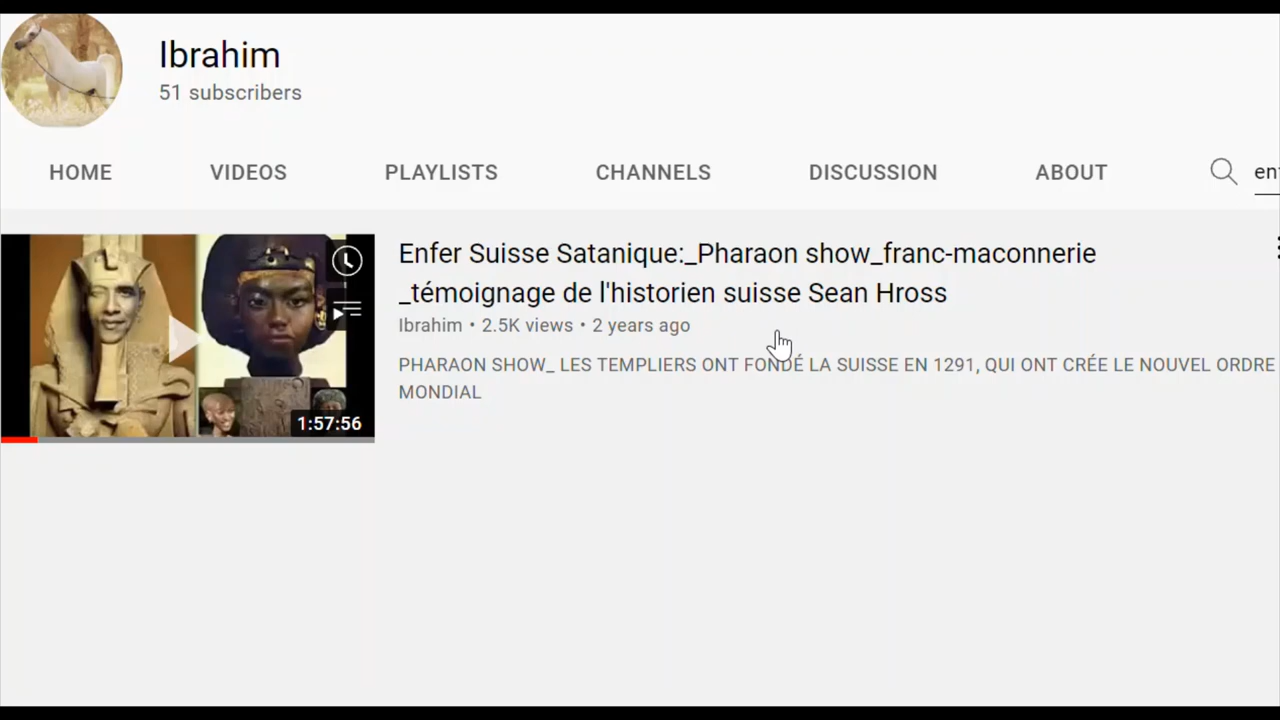 Ibrahim
51 subscribers
HOME VIDEOS PLAYLISTS CHANNELS DISCUSSION ABOUT
Enfer Suisse Satanique:_Pharaon show_franc-maconnerie
_témoignage de l'historien suisse Sean Hross
Ibrahim • 2.5K views • 2 years ago
PHARAON SHOW_ LES TEMPLIERS ONT FONDÉ LA SUISSE EN 1291, QUI ONT CRÉE LE NOUVEL ORDRE
MONDIAL
1:57:56